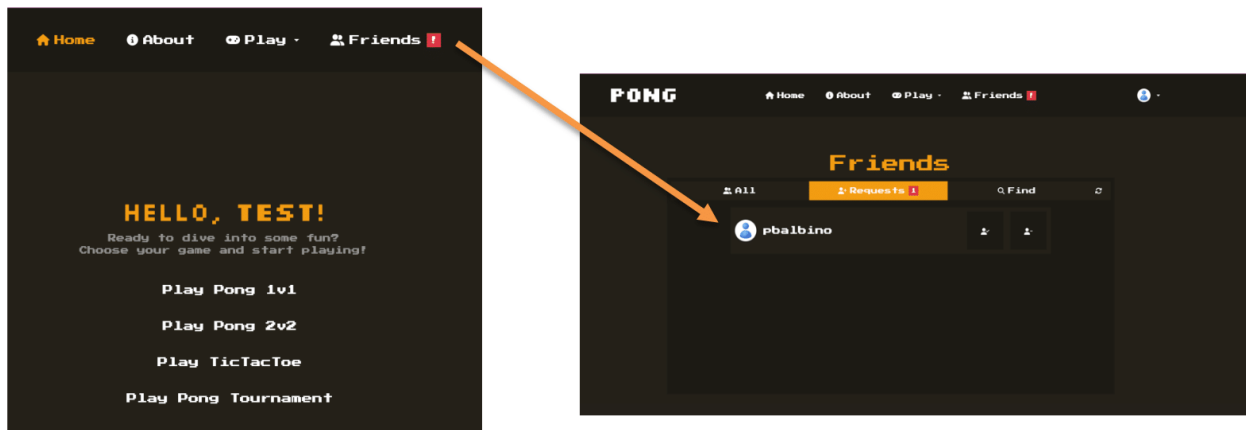 Home About Play Friends !
HELLO, TEST!
Ready to dive into some fun?
Choose your game and start playing!
Play Pong 1v1
Play Pong 2v2
Play TicTacToe
Play Pong Tournament
PONG Home About Play Friends !
Friends
All Requests 1 Find
pbalbino